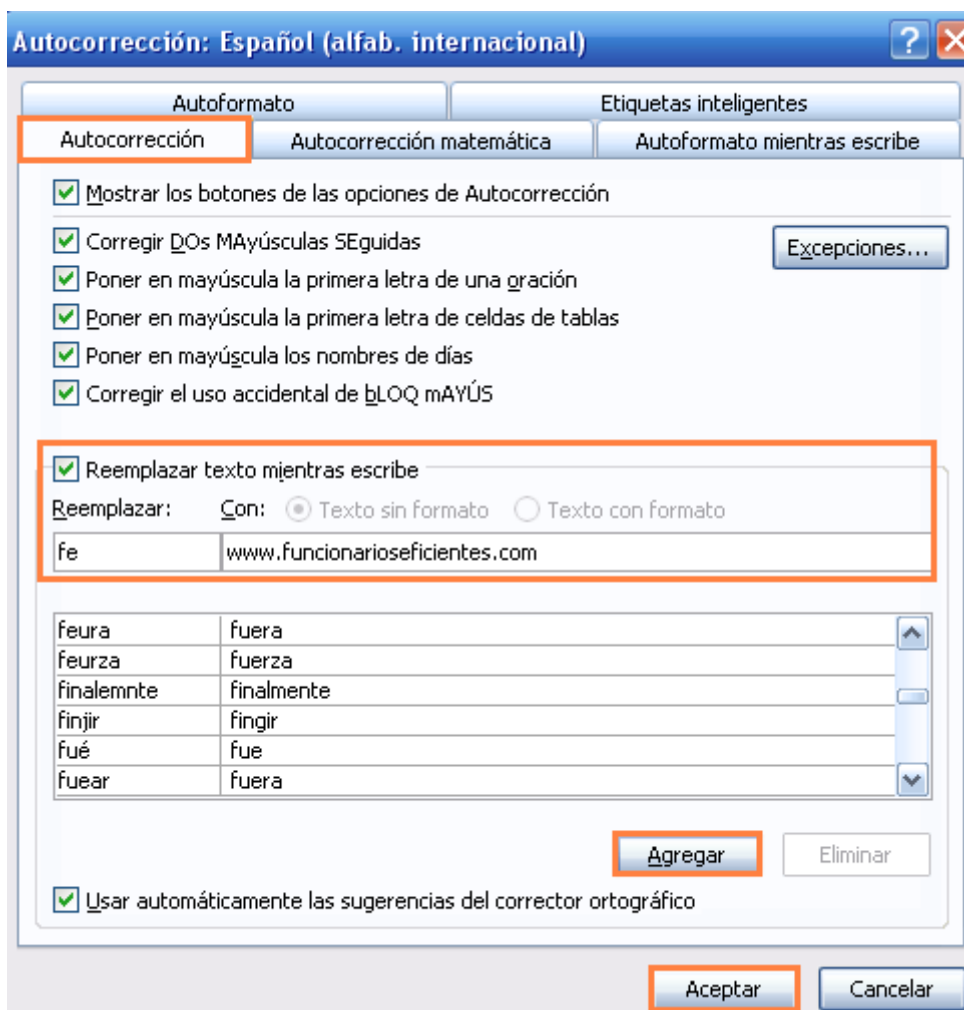 Autocorrección: Español (alfab. internacional)
Autoformato Etiquetas inteligentes
Autocorrección Autocorrección matemática Autoformato mientras escribe
Mostrar los botones de las opciones de Autocorrección
Corregir DOs MAyúsculas SEguidas
Excepciones...
Poner en mayúscula la primera letra de una oración
Poner en mayúscula la primera letra de celdas de tablas
Poner en mayúscula los nombres de días
Corregir el uso accidental de bLOQ mAYÚS
Reemplazar texto mientras escribe
Reemplazar: Con: Texto sin formato Texto con formato
fe www.funcionarioseficientes.com
feura fuera
feurza fuerza
finalemnte finalmente
finjir fingir
fué fue
fuear fuera
Agregar Eliminar
Usar automáticamente las sugerencias del corrector ortográfico
Aceptar Cancelar